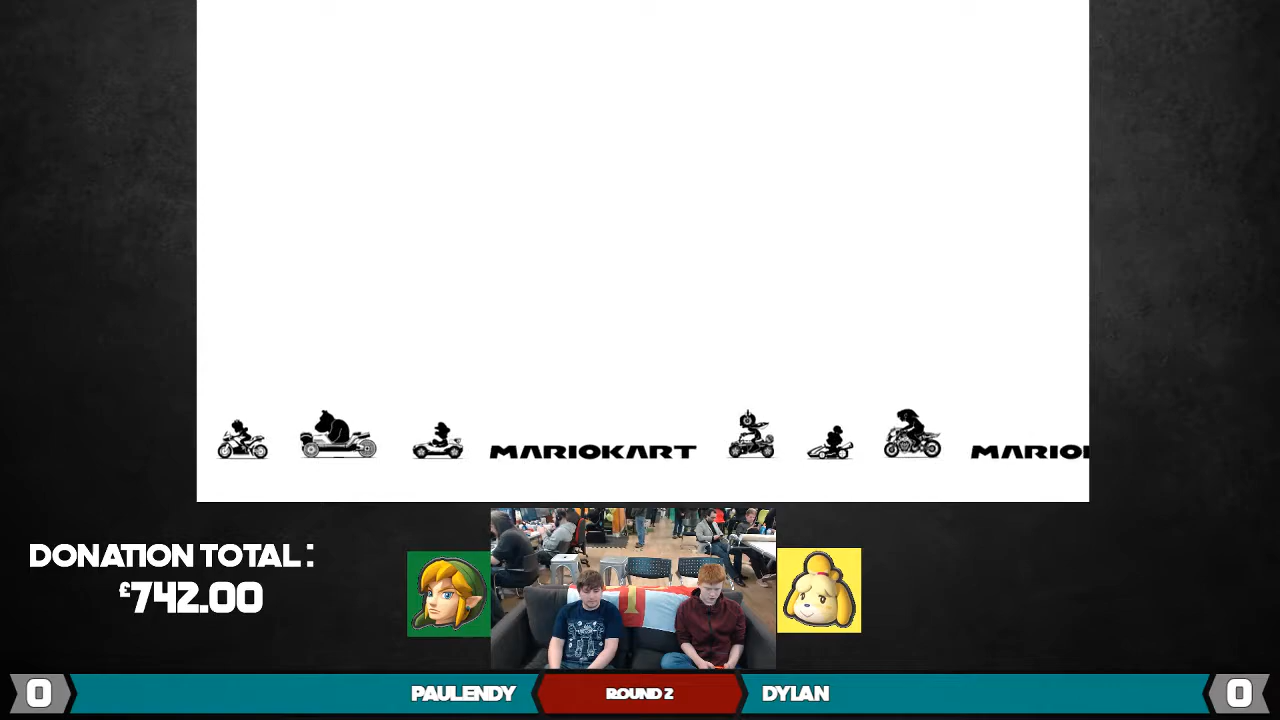 MARIOKART
MARIO
DONATION TOTAL:
£742.00
0
PAULENDY
ROUND 2
DYLAN
0